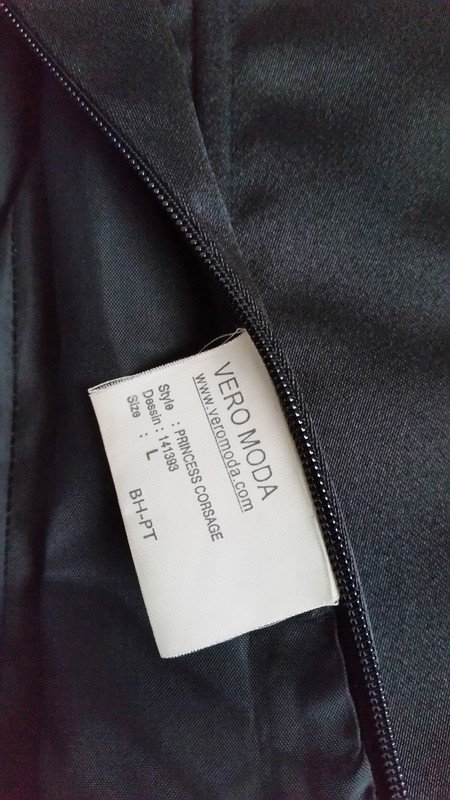 VERO MODA
www.veromoda.com
Style : PRINCESS CORSAGE
Dessin : 141393
Size : L
BH-PT